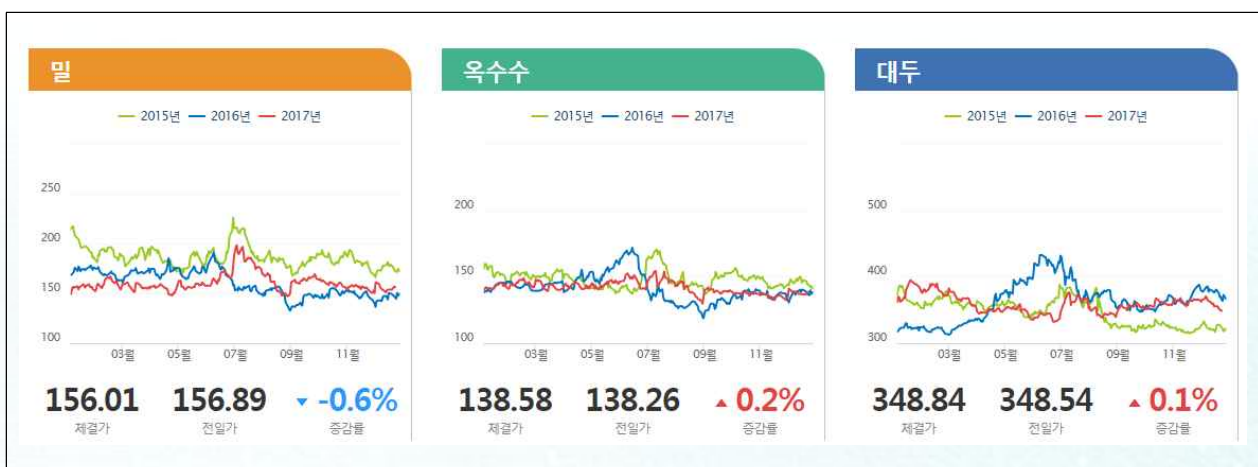 밀
2015년 2016년 2017년
250
200
150
100
03월 05월 07월 09월 11월
156.01 156.89 ▼ -0.6%
체결가 전일가 증감률
옥수수
2015년 2016년 2017년
200
150
100
03월 05월 07월 09월 11월
138.58 138.26 ▲ 0.2%
체결가 전일가 증감률
대두
2015년 2016년 2017년
500
400
300
03월 05월 07월 09월 11월
348.84 348.54 ▲ 0.1%
체결가 전일가 증감률